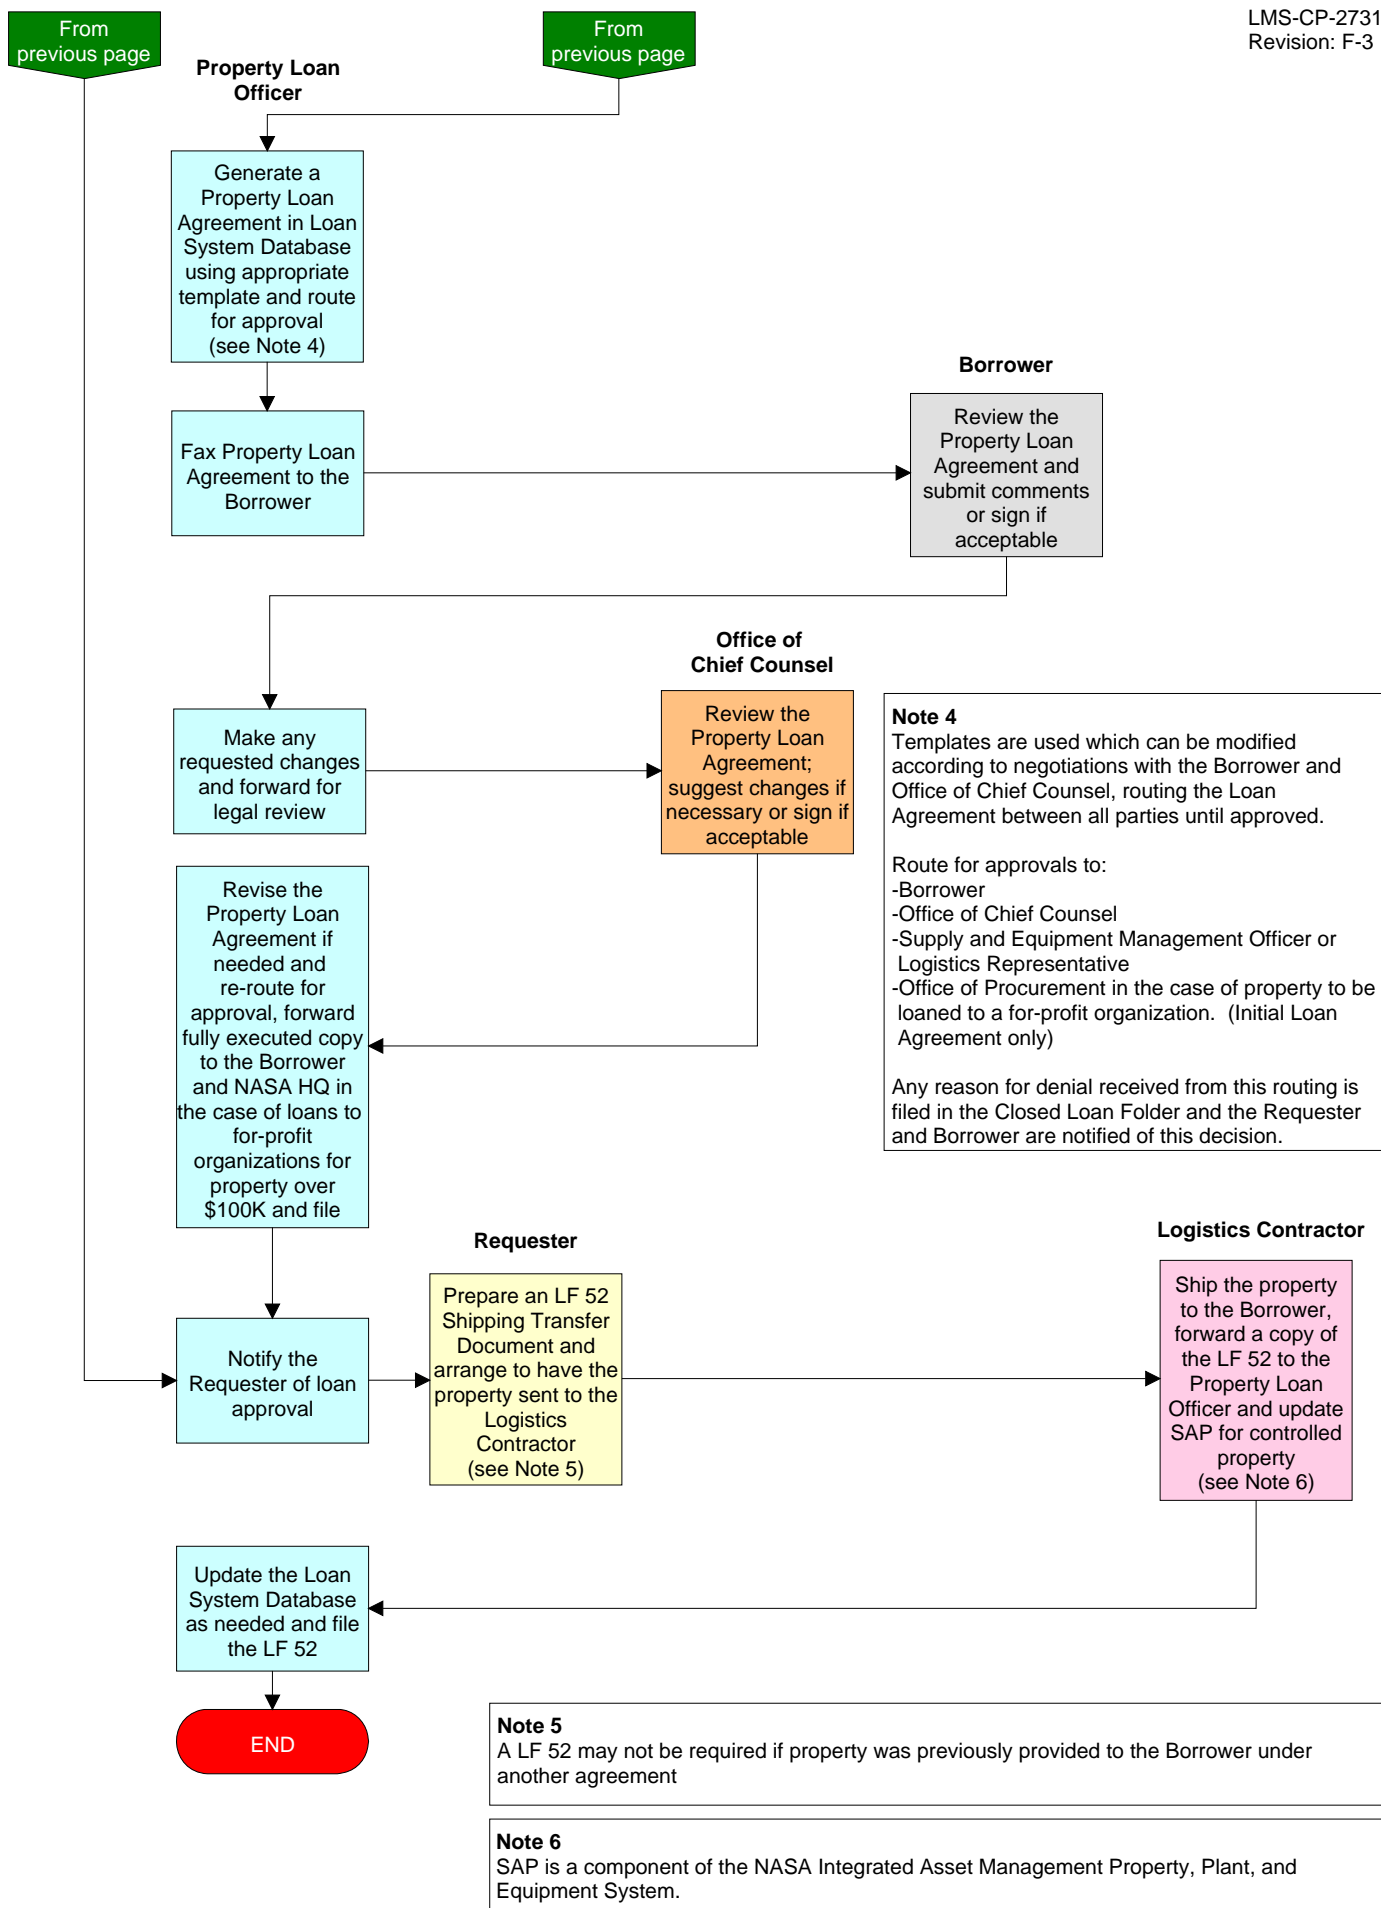 From
previous page
From
previous page
LMS-CP-2731
Revision: F-3
Property Loan
Officer
Generate a
Property Loan
Agreement in Loan
System Database
using appropriate
template and route
for approval
(see Note 4)
Borrower
Fax Property Loan
Agreement to the
Borrower
Review the
Property Loan
Agreement and
submit comments
or sign if
acceptable
Office of
Chief Counsel
Make any
requested changes
and forward for
legal review
Review the
Property Loan
Agreement;
suggest changes if
necessary or sign if
acceptable
Note 4
Templates are used which can be modified
according to negotiations with the Borrower and
Office of Chief Counsel, routing the Loan
Agreement between all parties until approved.
Route for approvals to:
-Borrower
-Office of Chief Counsel
-Supply and Equipment Management Officer or
Logistics Representative
-Office of Procurement in the case of property to be
loaned to a for-profit organization.  (Initial Loan
Agreement only)
Any reason for denial received from this routing is
filed in the Closed Loan Folder and the Requester
and Borrower are notified of this decision.
Revise the
Property Loan
Agreement if
needed and
re-route for
approval, forward
fully executed copy
to the Borrower
and NASA HQ in
the case of loans to
for-profit
organizations for
property over
$100K and file
Requester
Logistics Contractor
Notify the
Requester of loan
approval
Prepare an LF 52
Shipping Transfer
Document and
arrange to have the
property sent to the
Logistics
Contractor
(see Note 5)
Ship the property
to the Borrower,
forward a copy of
the LF 52 to the
Property Loan
Officer and update
SAP for controlled
property
(see Note 6)
Update the Loan
System Database
as needed and file
the LF 52
END
Note 5
A LF 52 may not be required if property was previously provided to the Borrower under
another agreement
Note 6
SAP is a component of the NASA Integrated Asset Management Property, Plant, and
Equipment System.